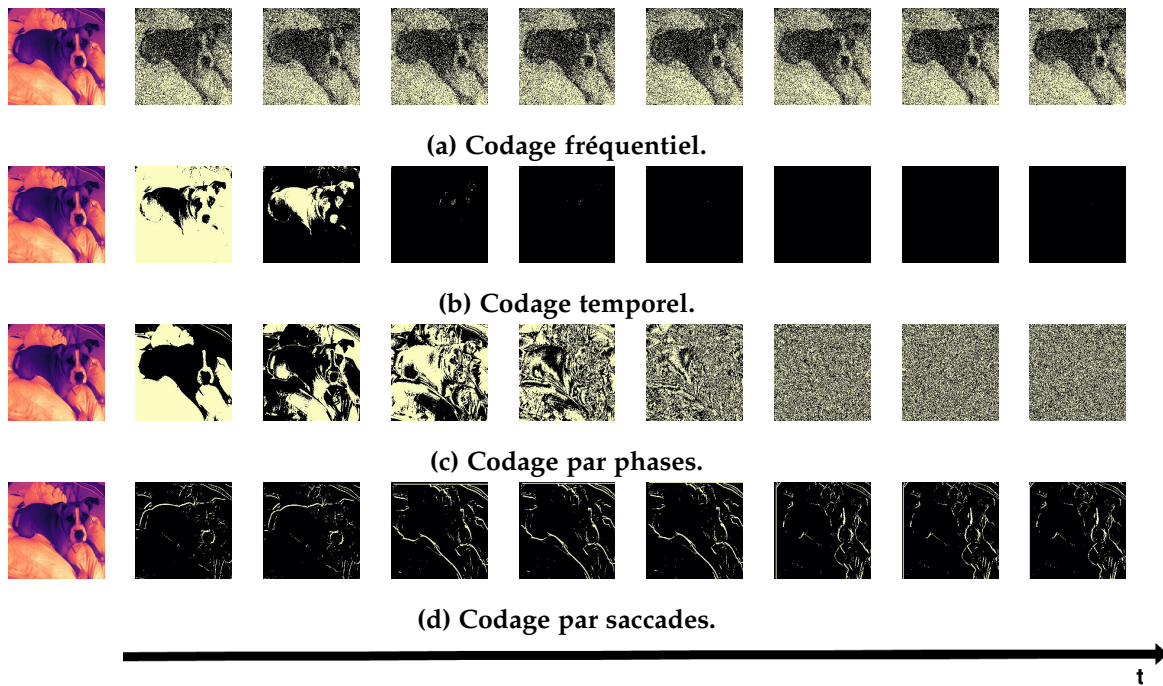 (a) Codage fréquentiel.
(b) Codage temporel.
(c) Codage par phases.
(d) Codage par saccades.
t